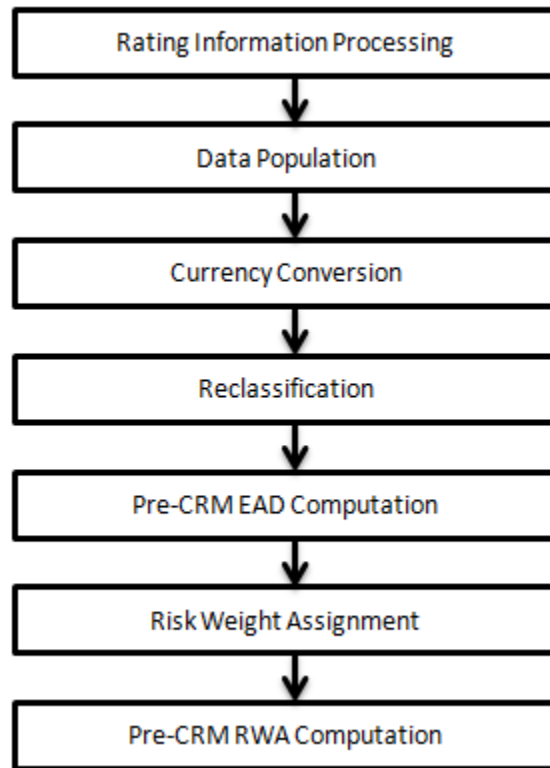 Rating Information Processing
Data Population
Currency Conversion
Reclassification
Pre-CRM EAD Computation
Risk Weight Assignment
Pre-CRM RWA Computation